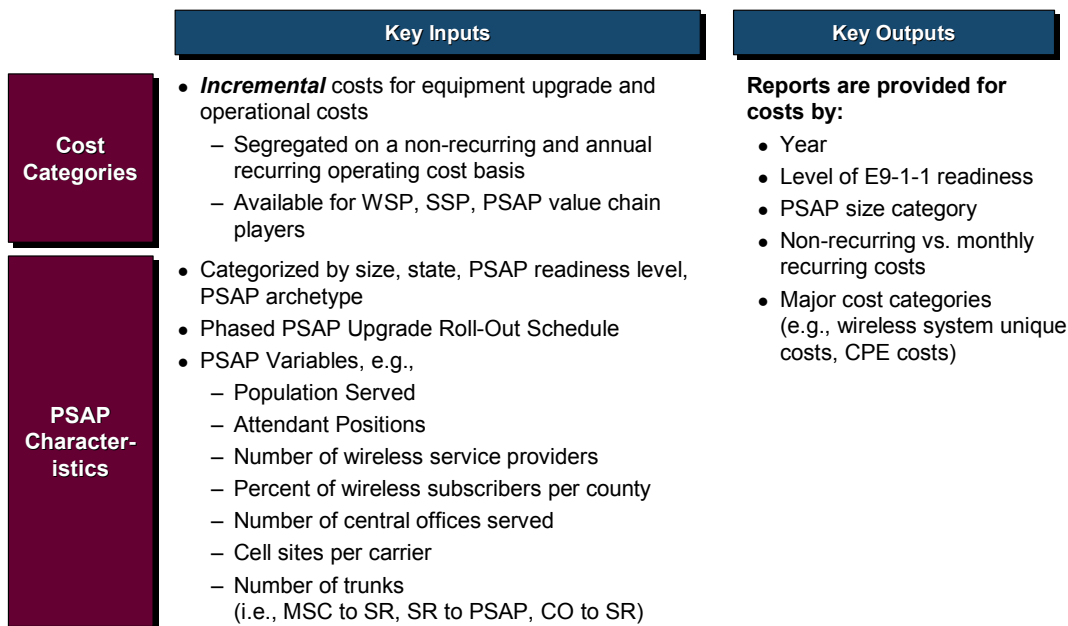 Key Inputs
Key Outputs
Cost
Categories
• Incremental costs for equipment upgrade and
operational costs
– Segregated on a non-recurring and annual
recurring operating cost basis
– Available for WSP, SSP, PSAP value chain
players
PSAP
Character-
istics
• Categorized by size, state, PSAP readiness level,
PSAP archetype
• Phased PSAP Upgrade Roll-Out Schedule
• PSAP Variables, e.g.,
– Population Served
– Attendant Positions
– Number of wireless service providers
– Percent of wireless subscribers per county
– Number of central offices served
– Cell sites per carrier
– Number of trunks
(i.e., MSC to SR, SR to PSAP, CO to SR)
Reports are provided for
costs by:
• Year
• Level of E9-1-1 readiness
• PSAP size category
• Non-recurring vs. monthly
recurring costs
• Major cost categories
(e.g., wireless system unique
costs, CPE costs)